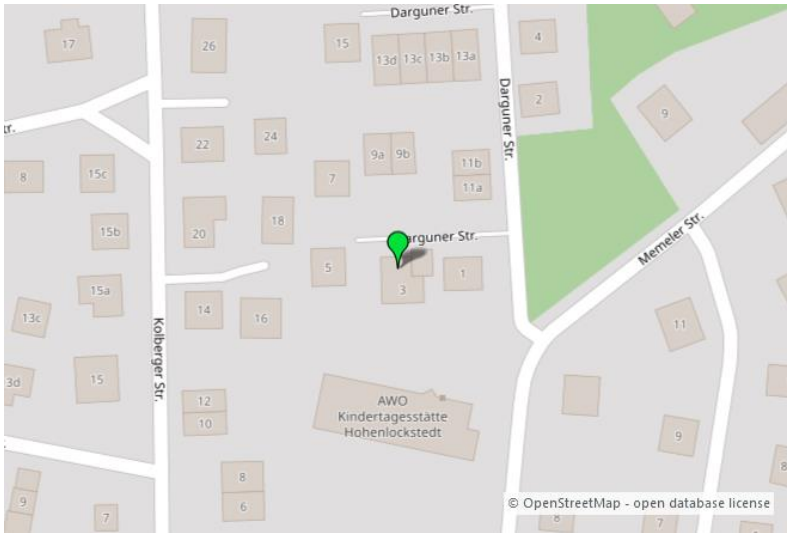 Darguner Str.
17
26
15
13d
13c
13b
13a
4
2
Darguner Str.
9
tr.
22
24
9a
9b
11b
11a
8
15c
7
15b
20
18
Darguner Str.
Memeler Str.
5
3
1
15a
13c
14
16
11
Kolberger Str.
3d
15
12
10
AWO
Kindertagesstätte
Hohenlockstedt
9
8
8
6
9
7
© OpenStreetMap - open database license
8
7